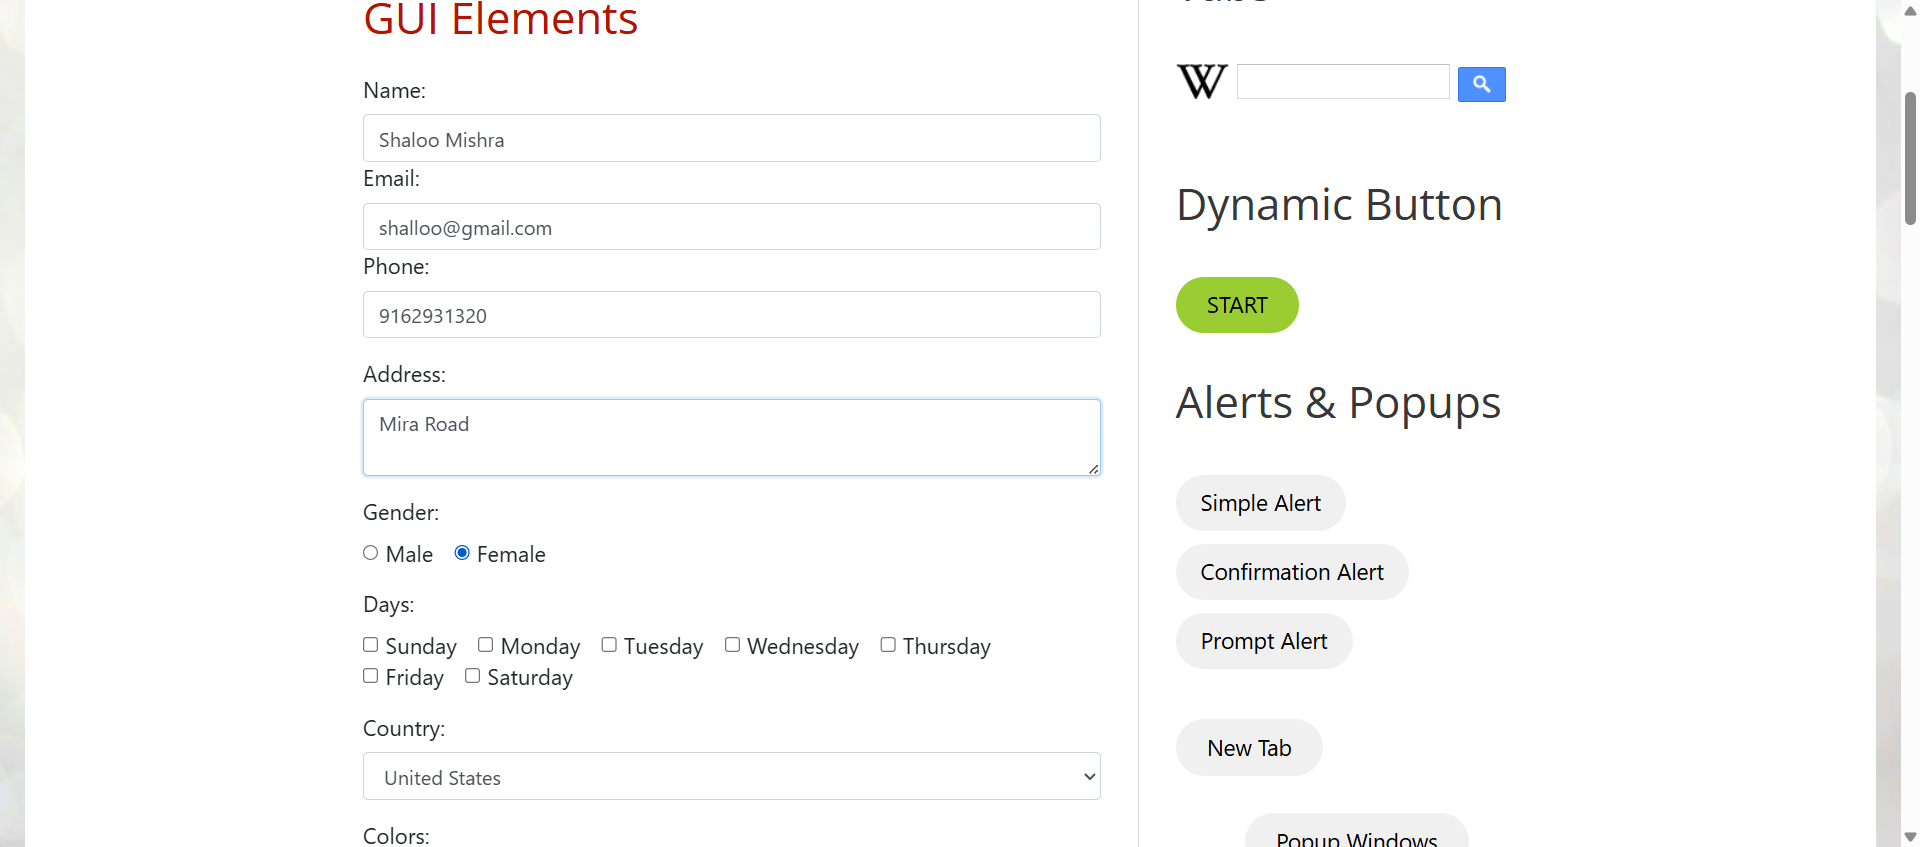 GUI Elements
Name:
Shaloo Mishra
Email:
shalloo@gmail.com
Phone:
9162931320
Address:
Mira Road
Gender:
Male Female
Days:
Sunday Monday Tuesday Wednesday Thursday
Friday Saturday
Country:
United States
Colors:
W
Dynamic Button
START
Alerts & Popups
Simple Alert
Confirmation Alert
Prompt Alert
New Tab
Popup Windows